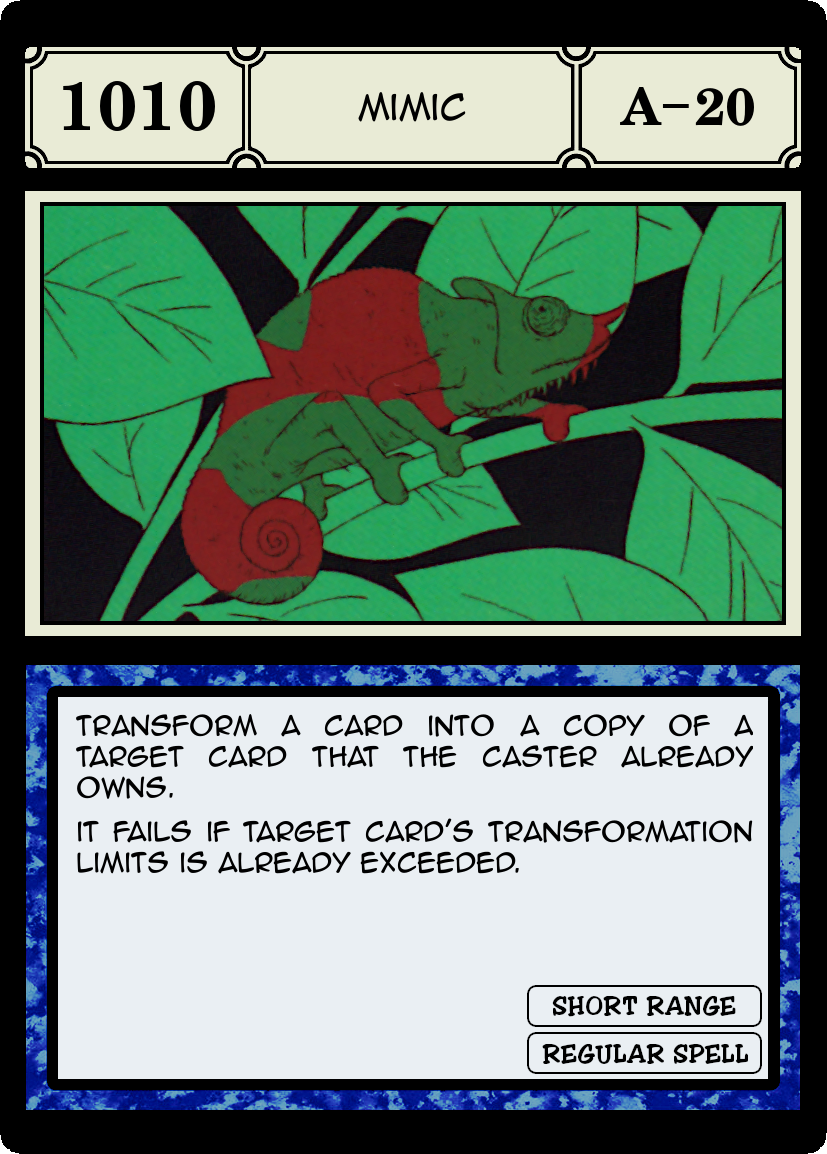 1010 MIMIC A-20
TRANSFORM A CARD INTO A COPY OF A
TARGET CARD THAT THE CASTER ALREADY
OWNS.
IT FAILS IF TARGET CARD'S TRANSFORMATION
LIMITS IS ALREADY EXCEEDED.
SHORT RANGE
REGULAR SPELL